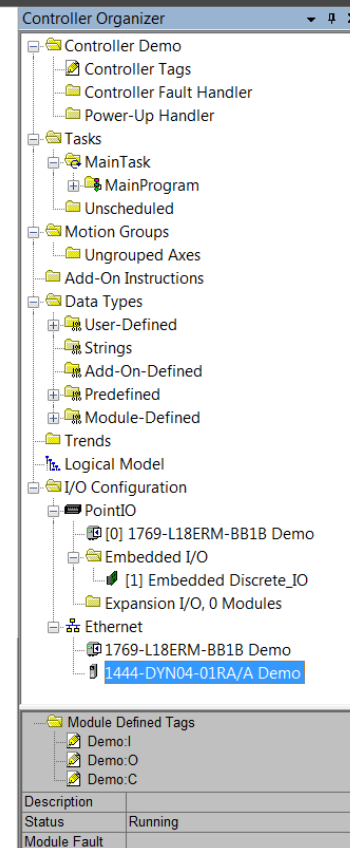 Controller Organizer
Controller Demo
Controller Tags
Controller Fault Handler
Power-Up Handler
Tasks
MainTask
MainProgram
Unscheduled
Motion Groups
Ungrouped Axes
Add-On Instructions
Data Types
User-Defined
Strings
Add-On-Defined
Predefined
Module-Defined
Trends
Logical Model
I/O Configuration
PointIO
[0] 1769-L18ERM-BB1B Demo
Embedded I/O
[1] Embedded Discrete_IO
Expansion I/O, 0 Modules
Ethernet
1769-L18ERM-BB1B Demo
1444-DYN04-01RA/A Demo
Module Defined Tags
Demo:I
Demo:O
Demo:C
Description
Status Running
Module Fault